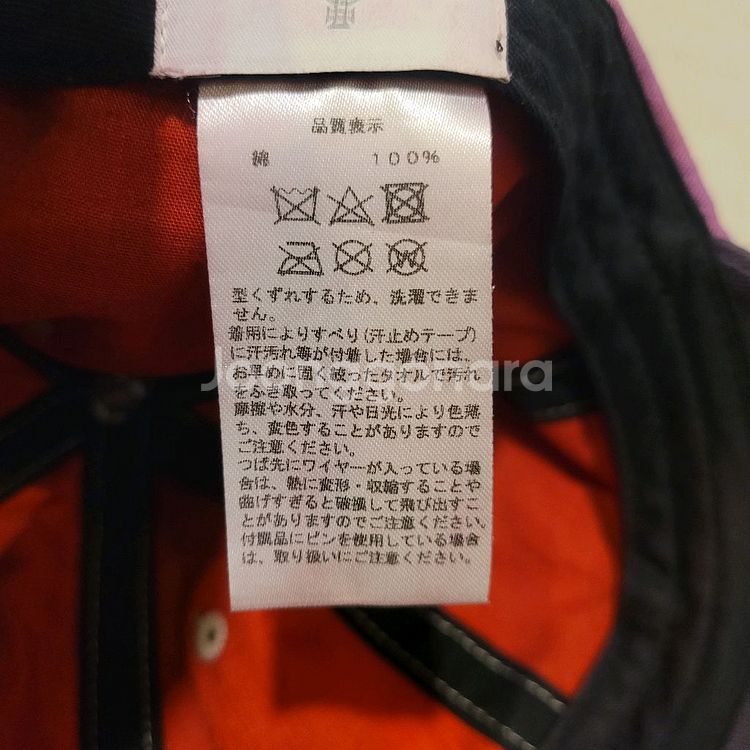 品質表示
綿 100%
型くずれするため、洗濯できま
せん。
着用によりすべり(汗止めテープ)
に汗汚れ等が付着した場合には、
お早めに固く絞ったタオルで汚れ
をふき取ってください。
摩擦や水分、汗や日光により色落
ち、変色することがありますので
ご注意ください。
つば先にワイヤーが入っている場
合は、熱に変形・収縮することや
曲げすぎると破損して飛び出すこ
とがありますのでご注意ください。
付属品にピンを使用している場合
は、取り扱いにご注意ください。